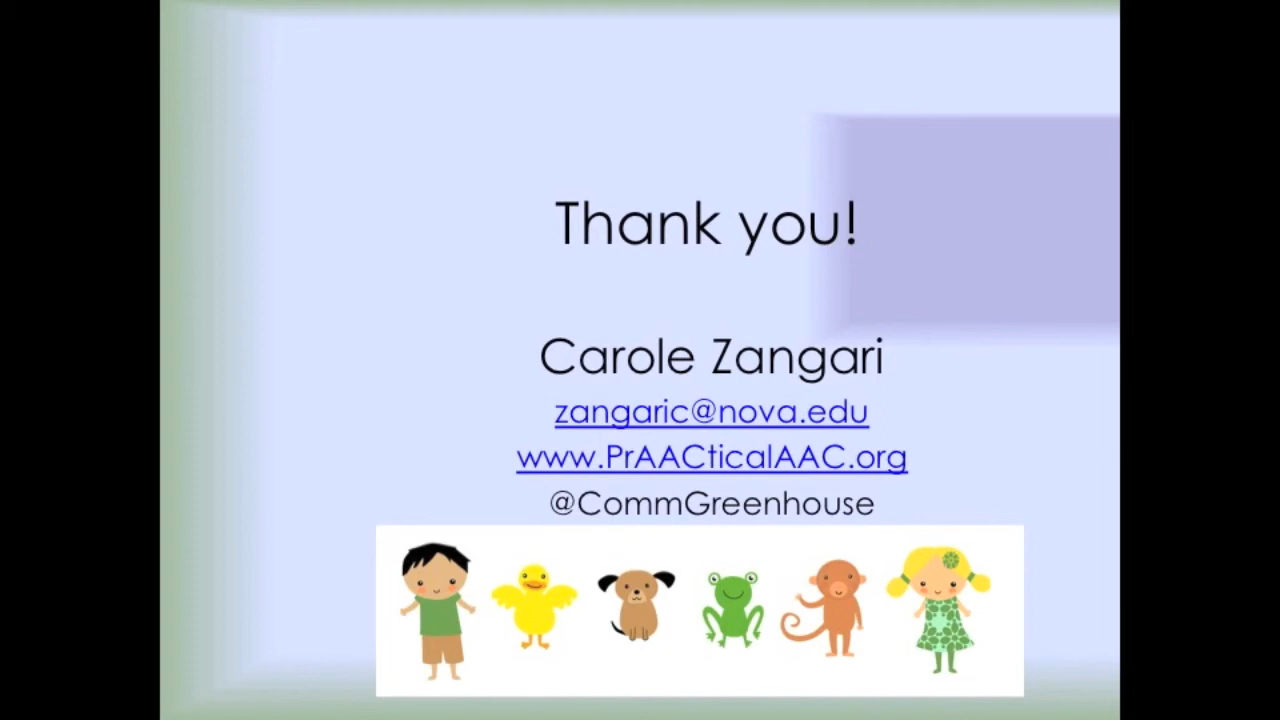 Thank you!
Carole Zangari
zangaric@nova.edu
www.PrAACticalAAC.org
@CommGreenhouse